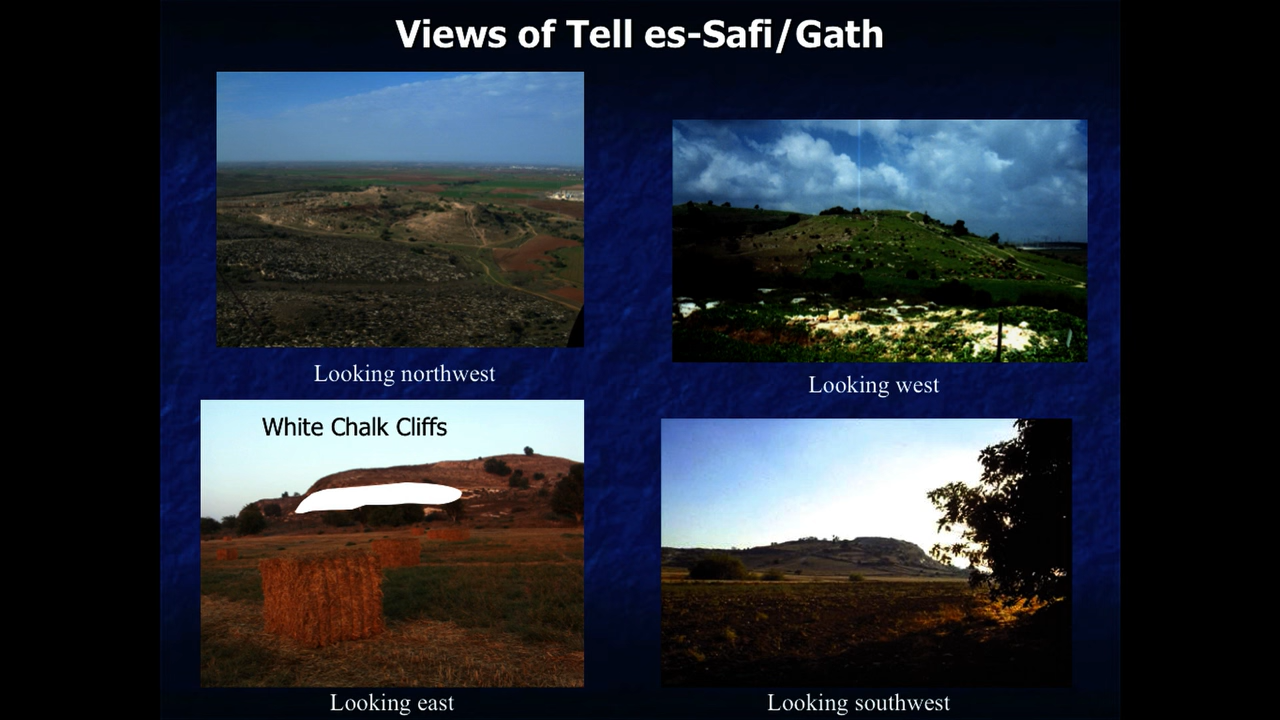 Views of Tell es-Safi/Gath
Looking northwest
Looking west
White Chalk Cliffs
Looking east
Looking southwest